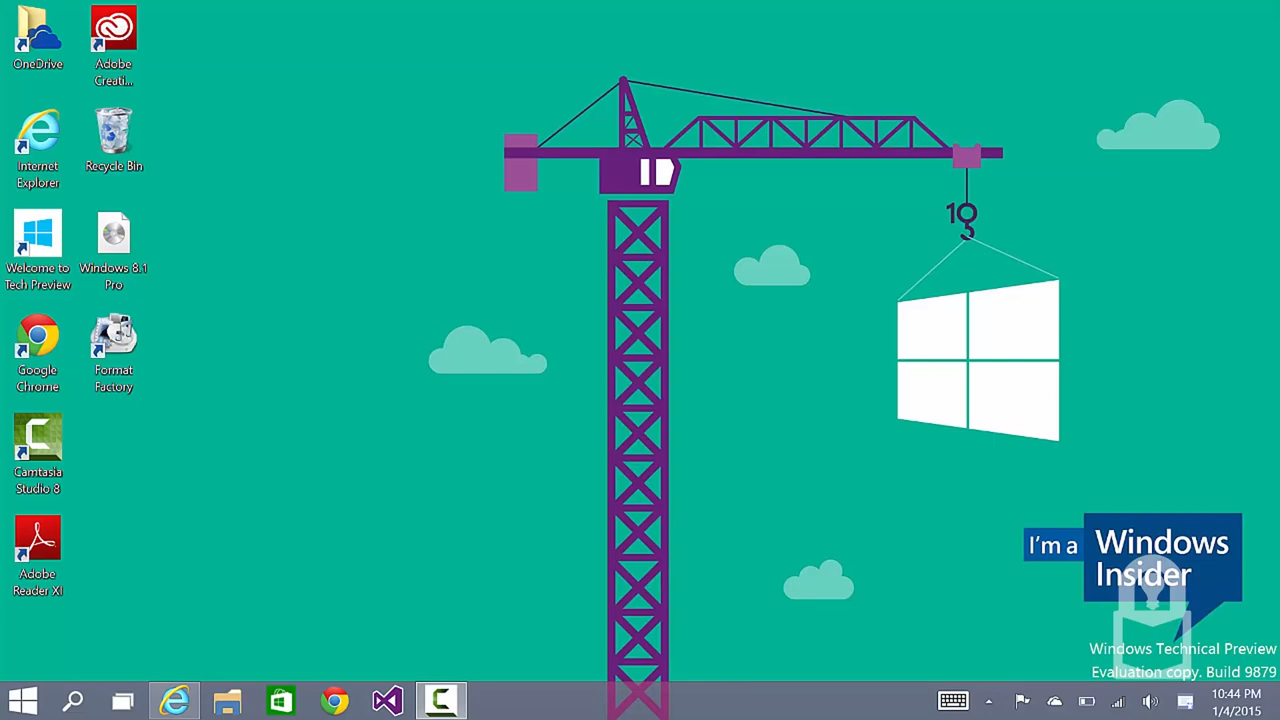 OneDrive
Adobe
Creati...
Internet
Explorer
Recycle Bin
Welcome to
Tech Preview
Windows 8.1
Pro
Google
Chrome
Format
Factory
Camtasia
Studio 8
Adobe
Reader XI
10
I'm a Windows
Insider
Windows Technical Preview
Evaluation copy. Build 9879
10:44 PM
1/4/2015